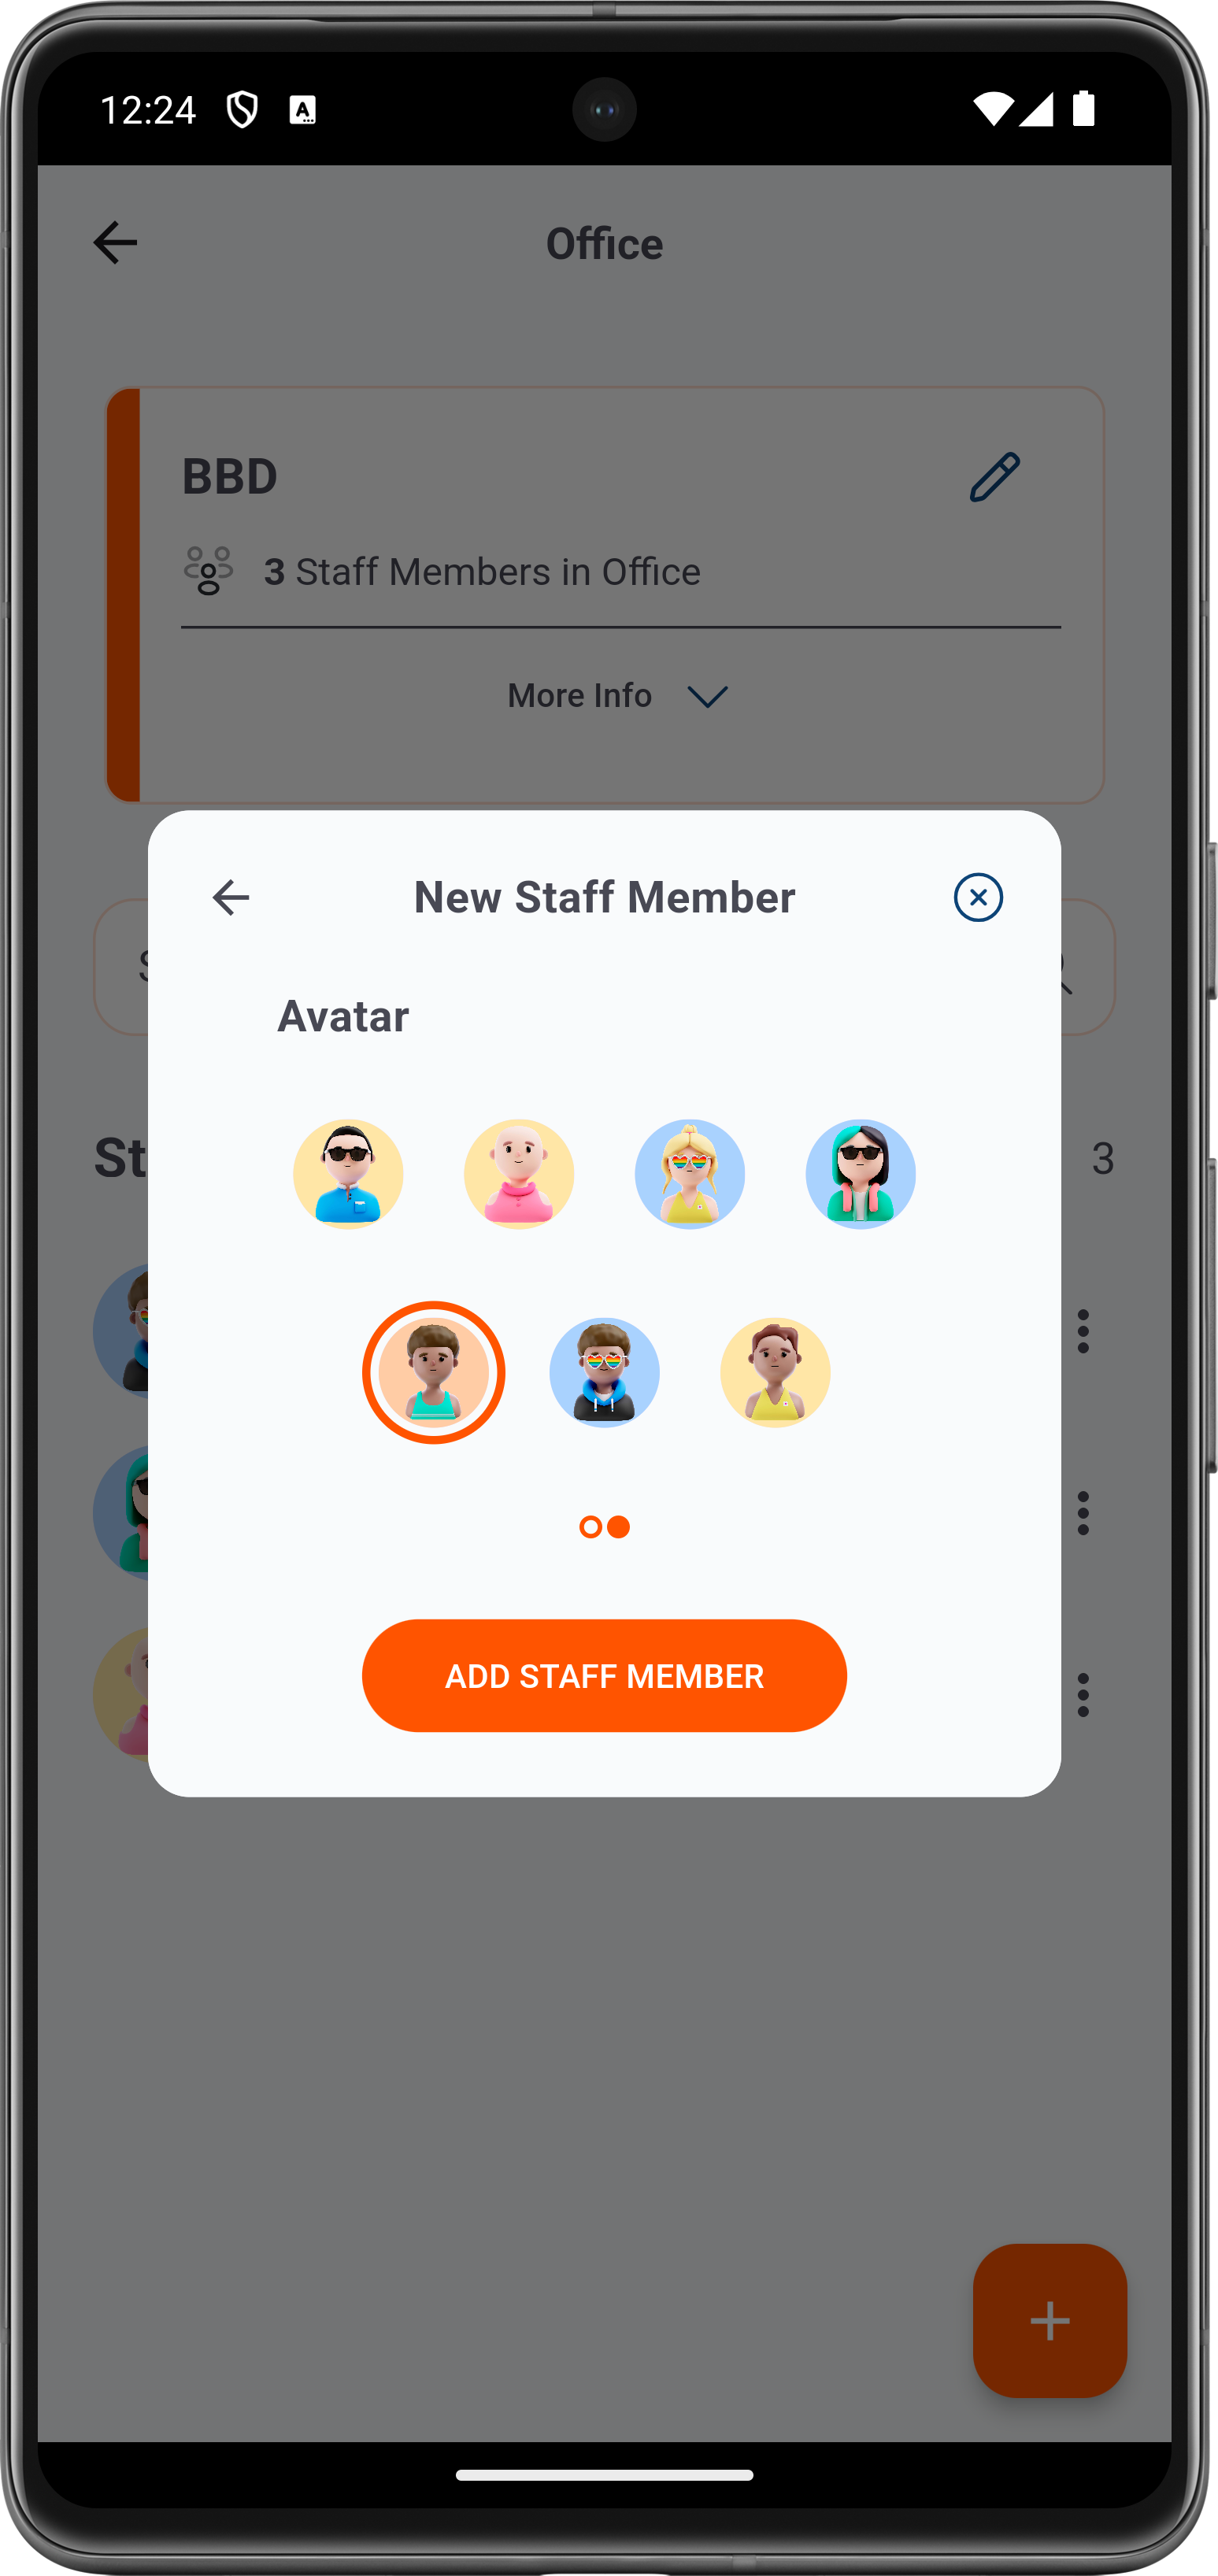 12:24
Office
BBD
3 Staff Members in Office
More Info
New Staff Member
Avatar
St
3
ADD STAFF MEMBER